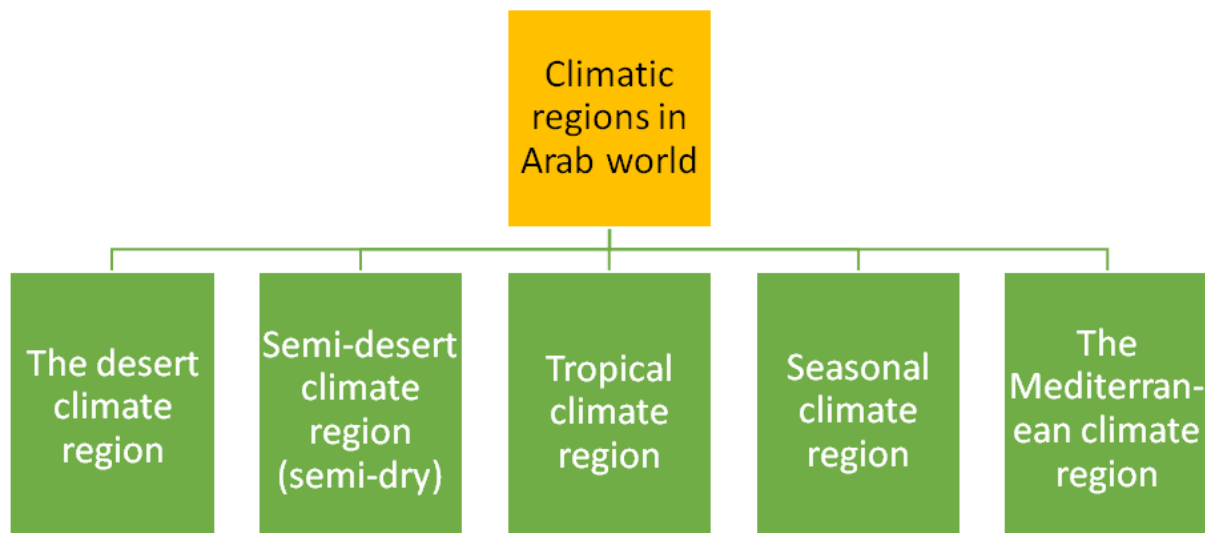 Climatic
regions in
Arab world
The desert
climate
region
Semi-desert
climate
region
(semi-dry)
Tropical
climate
region
Seasonal
climate
region
The
Mediterran-
ean climate
region